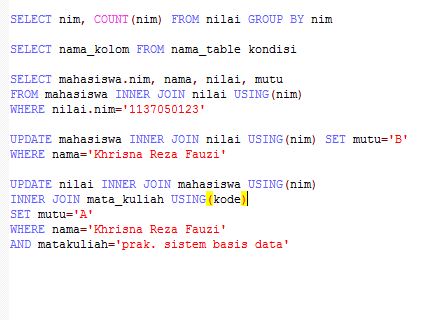 SELECT nim, COUNT(nim) FROM nilai GROUP BY nim
SELECT nama_kolom FROM nama_table kondisi
SELECT mahasiswa.nim, nama, nilai, mutu
FROM mahasiswa INNER JOIN nilai USING(nim)
WHERE nilai.nim='1137050123'
UPDATE mahasiswa INNER JOIN nilai USING(nim) SET mutu='B'
WHERE nama='Khrisna Reza Fauzi'
UPDATE nilai INNER JOIN mahasiswa USING(nim)
INNER JOIN mata_kuliah USING(kode)
SET mutu='A'
WHERE nama='Khrisna Reza Fauzi'
AND matakuliah='prak. sistem basis data'